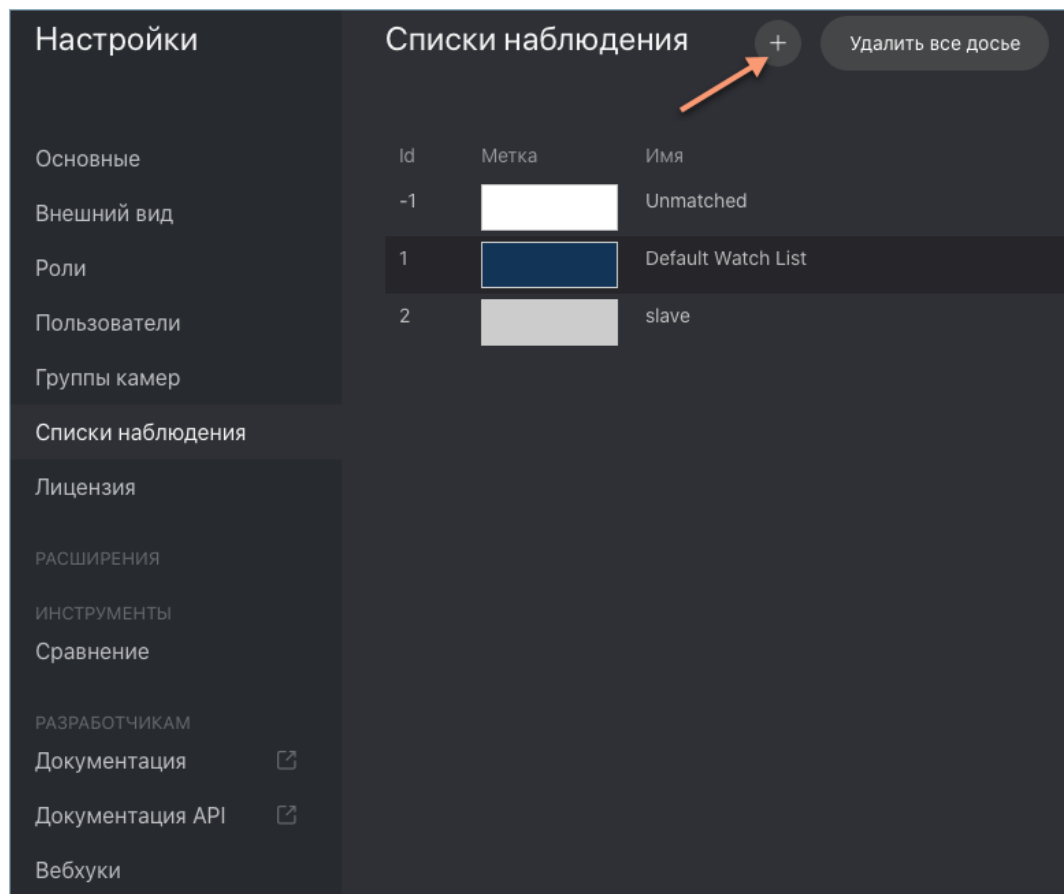 Настройки
Основные
Внешний вид
Роли
Пользователи
Группы камер
Списки наблюдения
Лицензия
РАСШИРЕНИЯ
ИНСТРУМЕНТЫ
Сравнение
РАЗРАБОТЧИКАМ
Документация
Документация API
Вебхуки
Списки наблюдения + Удалить все досье
Id Метка Имя
-1 Unmatched
1 Default Watch List
2 slave